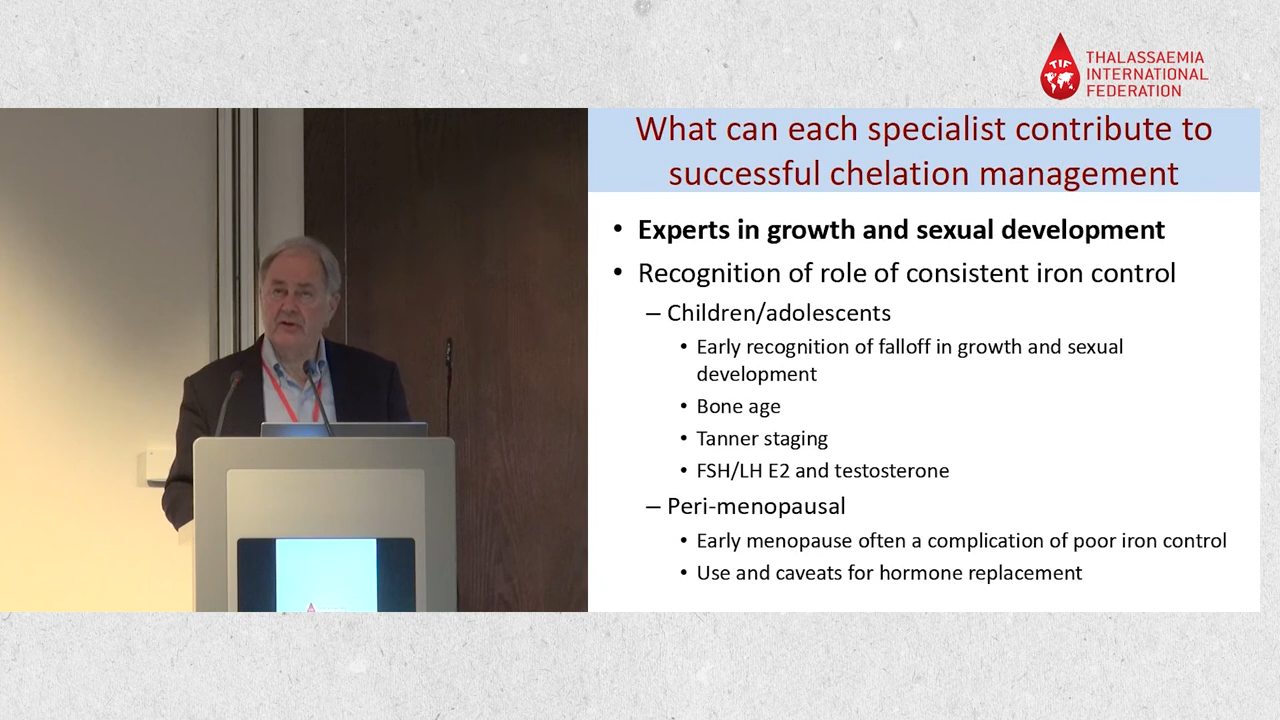 TIF
THALASSAEMIA
INTERNATIONAL
FEDERATION
What can each specialist contribute to
successful chelation management
• Experts in growth and sexual development
• Recognition of role of consistent iron control
– Children/adolescents
• Early recognition of falloff in growth and sexual
development
• Bone age
• Tanner staging
• FSH/LH E2 and testosterone
– Peri-menopausal
• Early menopause often a complication of poor iron control
• Use and caveats for hormone replacement